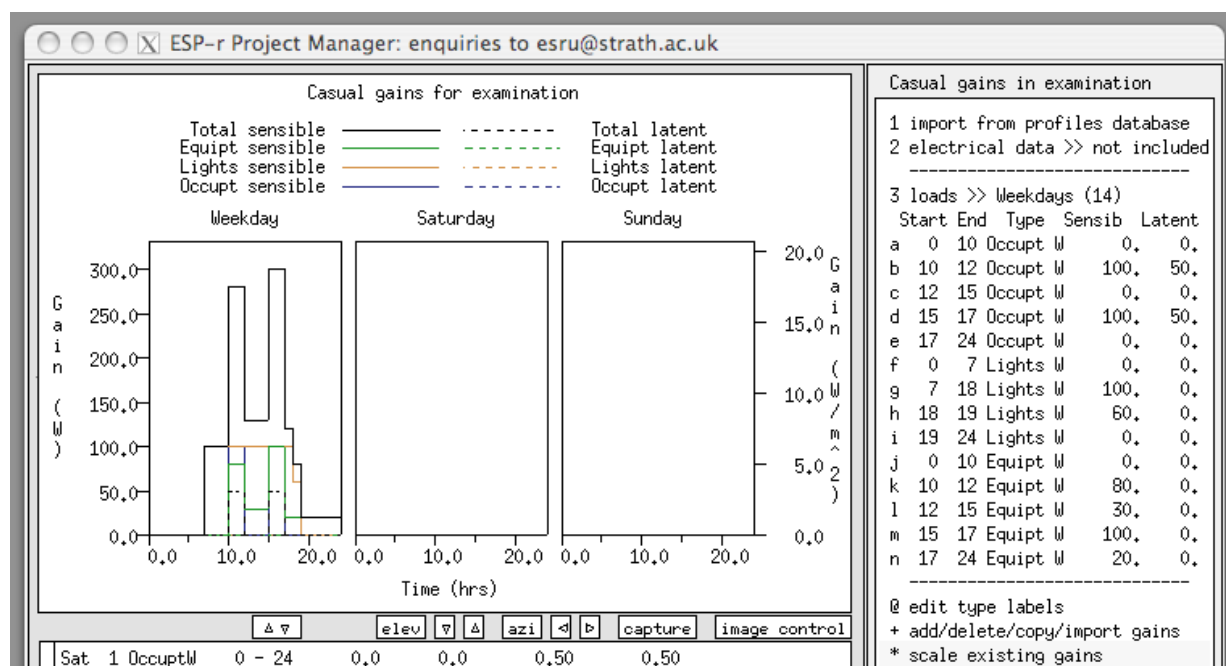 X ESP-r Project Manager: enquiries to esru@strath.ac.uk
Casual gains for examination
Total sensible Total latent
Equipt sensible Equipt latent
Lights sensible Lights latent
Occupt sensible Occupt latent
Weekday Saturday Sunday
300.0
250.0
200.0
150.0
100.0
50.0
0.0
Gain (W)
20.0
15.0
10.0
5.0
0.0
Gain (W/m^2)
0.0 10.0 20.0 0.0 10.0 20.0 0.0 10.0 20.0
Time (hrs)
elev azi capture image control
Sat 1 OccuptW 0 - 24 0.0 0.0 0.50 0.50
Casual gains in examination
1 import from profiles database
2 electrical data >> not included
------------------------------
3 loads >> Weekdays (14)
Start End Type Sensib Latent
a 0 10 Occupt W 0. 0.
b 10 12 Occupt W 100. 50.
c 12 15 Occupt W 0. 0.
d 15 17 Occupt W 100. 50.
e 17 24 Occupt W 0. 0.
f 0 7 Lights W 0. 0.
g 7 18 Lights W 100. 0.
h 18 19 Lights W 60. 0.
i 19 24 Lights W 0. 0.
j 0 10 Equipt W 0. 0.
k 10 12 Equipt W 80. 0.
l 12 15 Equipt W 30. 0.
m 15 17 Equipt W 100. 0.
n 17 24 Equipt W 20. 0.
------------------------------
@ edit type labels
+ add/delete/copy/import gains
* scale existing gains